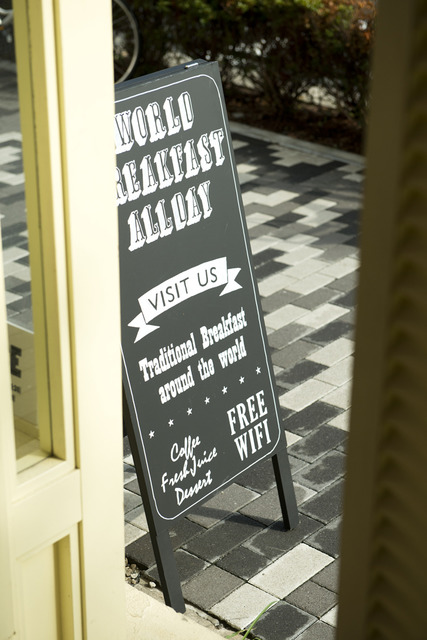 WORLD
BREAKFAST
ALLDAY
VISIT US
Traditional Breakfast
around the world
FREE
WIFI
Coffee
Fresh Juice
Dessert